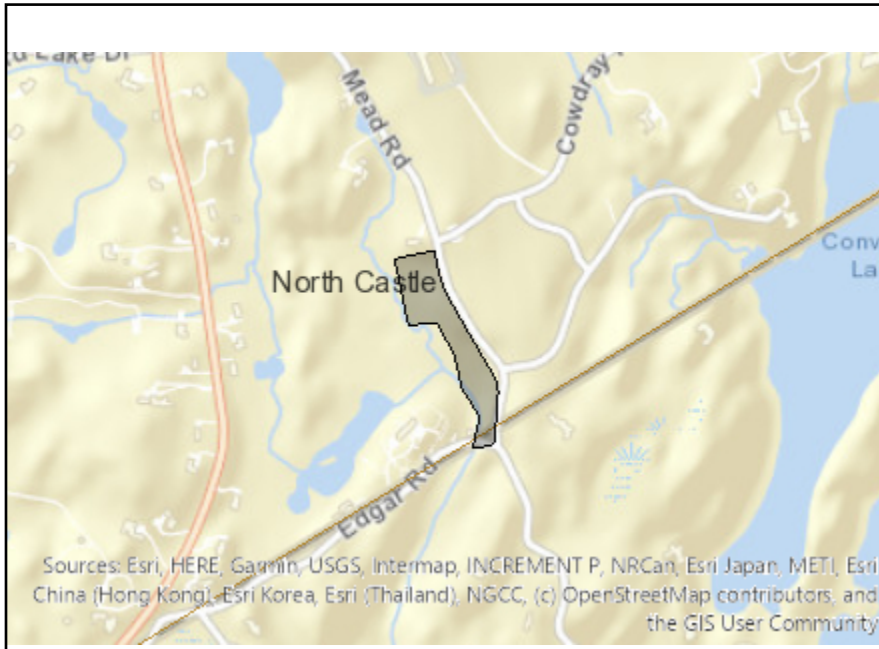 Lake Dr
Mead Rd
Cowdray
North Castle
Conv
La
Edgar Rd
Sources: Esri, HERE, Garmin, USGS, Intermap, INCREMENT P, NRCan, Esri Japan, METI, Esri
China (Hong Kong), Esri Korea, Esri (Thailand), NGCC, (c) OpenStreetMap contributors, and
the GIS User Community